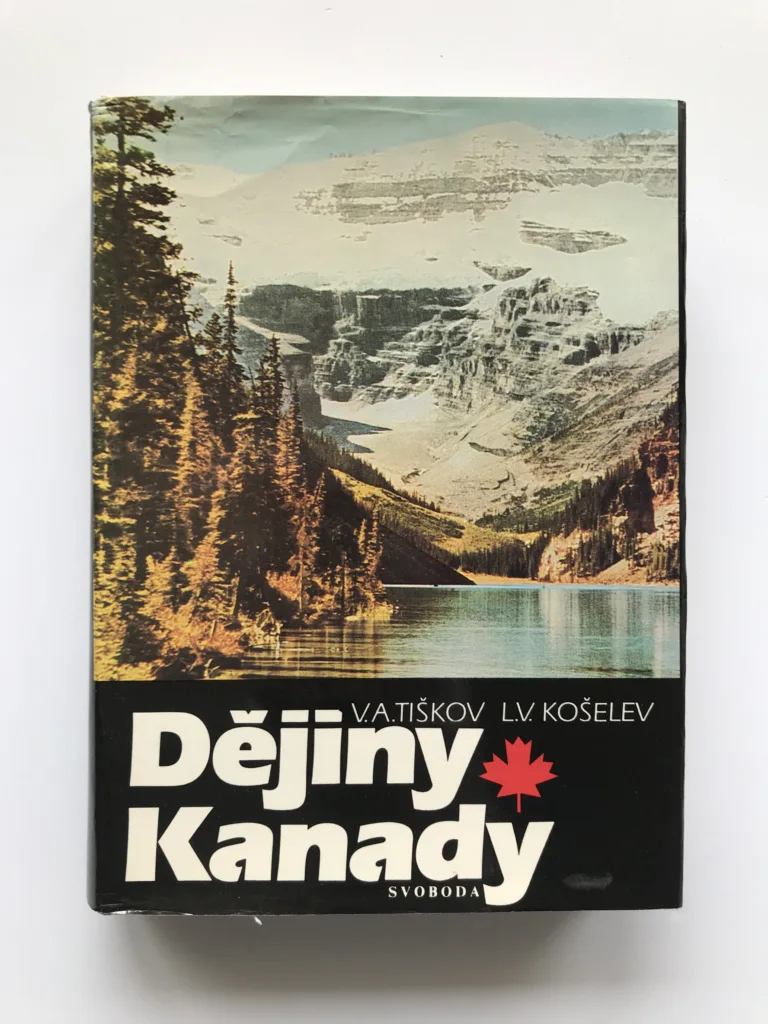 V.A.TIŠKOV L.V. KOŠELEV
Dějiny
Kanady
SVOBODA